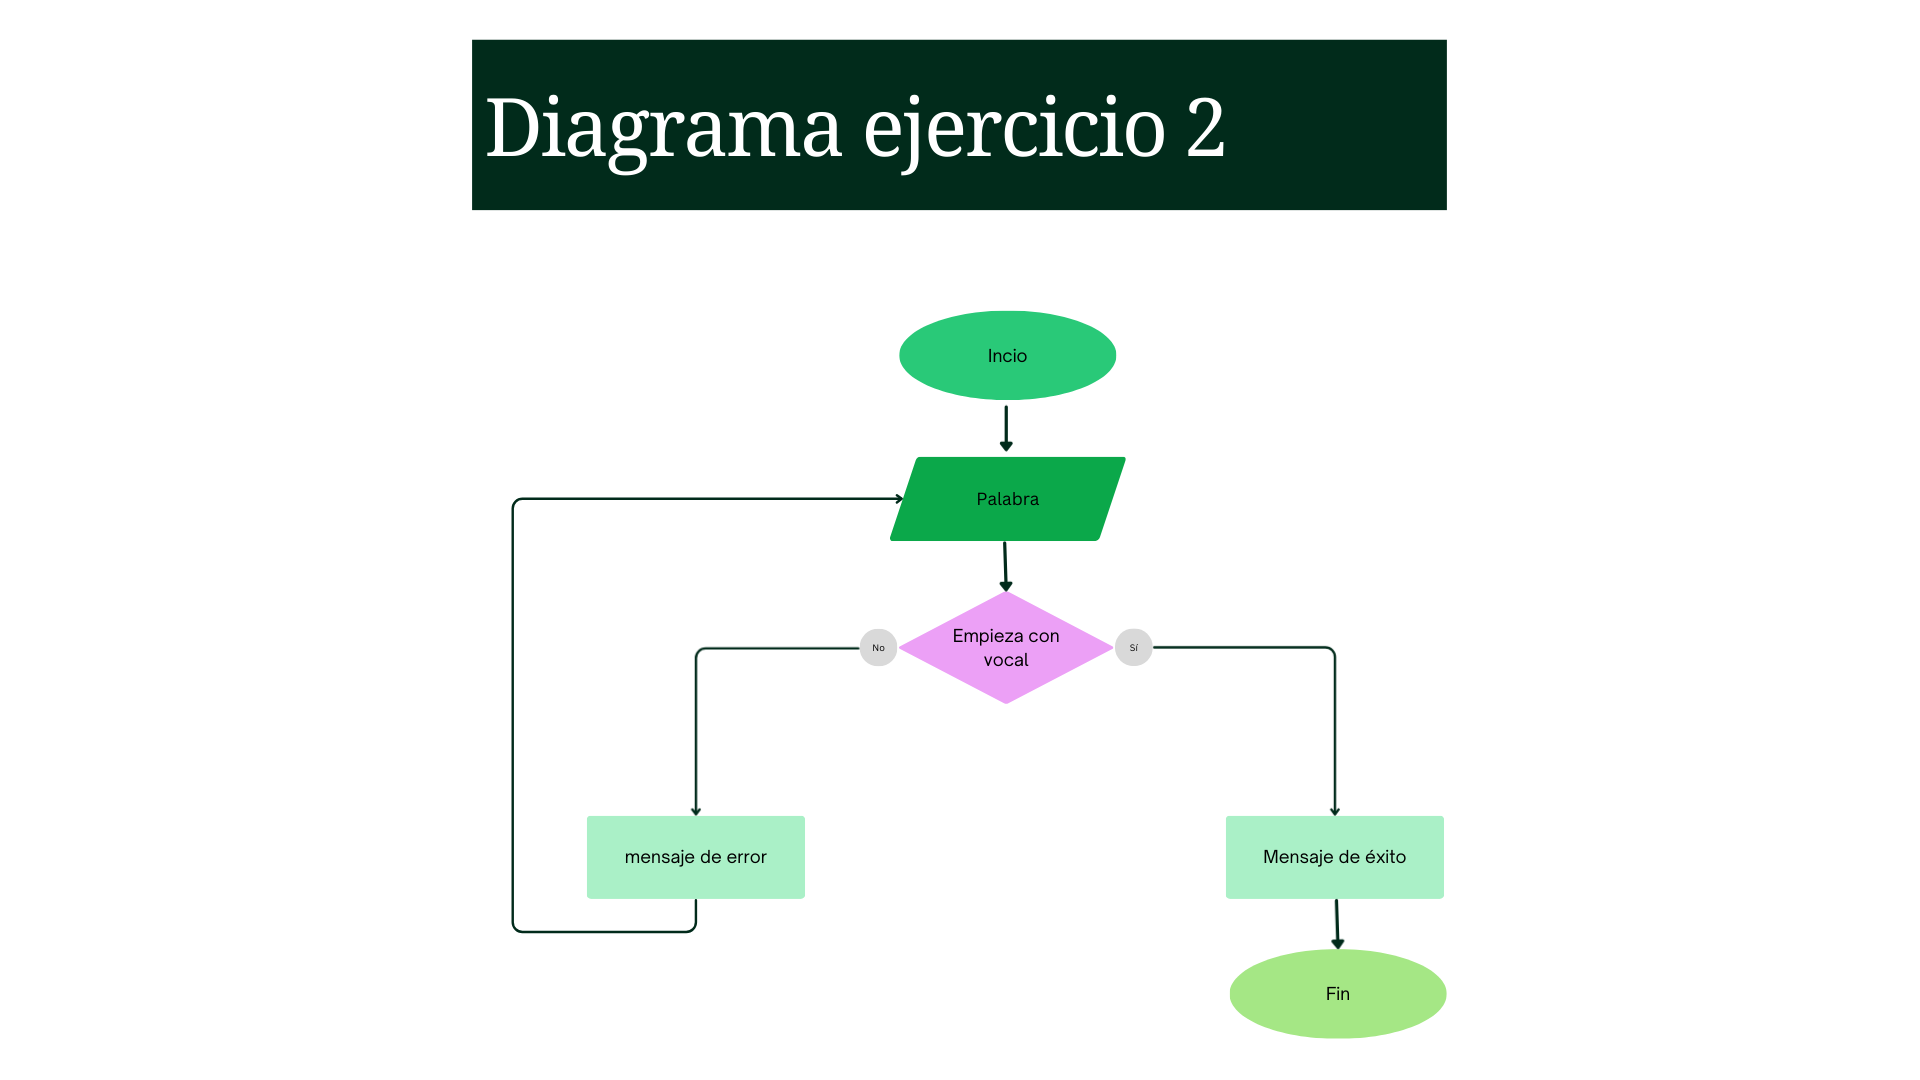 Diagrama ejercicio 2
Incio
Palabra
Empieza con
vocal
No
Sí
mensaje de error
Mensaje de éxito
Fin